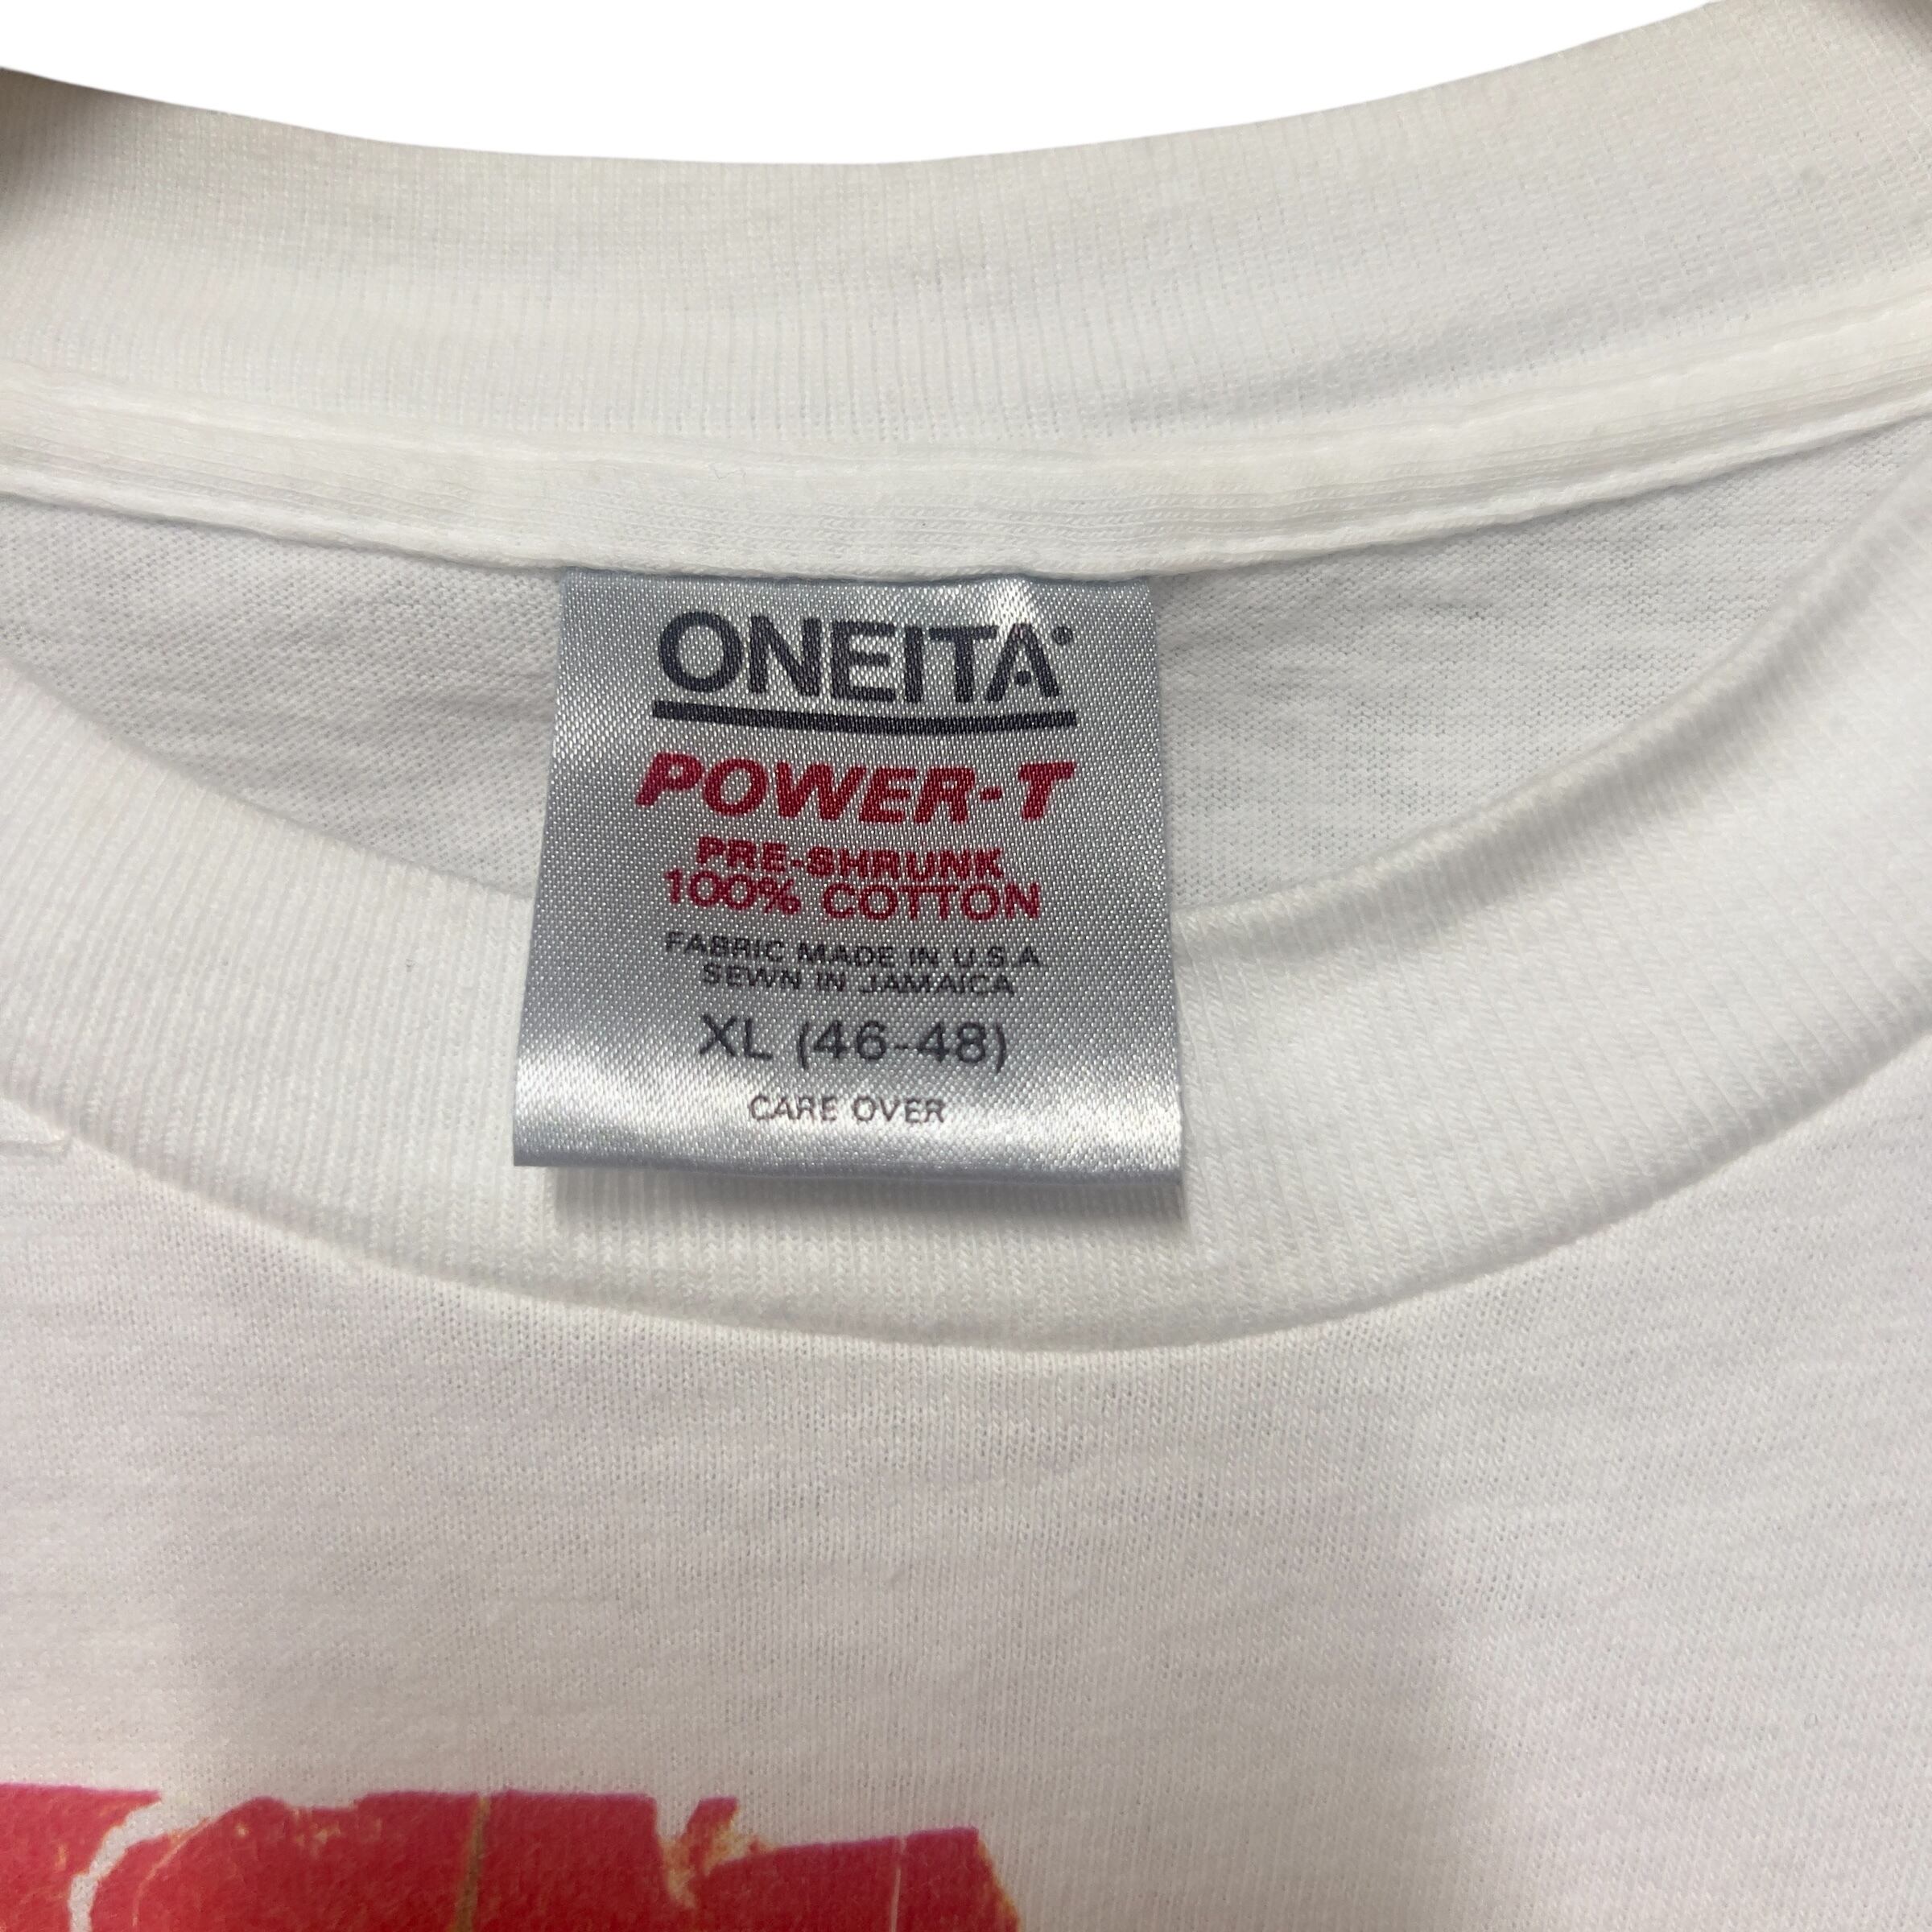 ONEITA
POWER-T
PRE-SHRUNK
100% COTTON
FABRIC MADE IN U.S.A
SEWN IN JAMAICA
XL (46-48)
CARE OVER